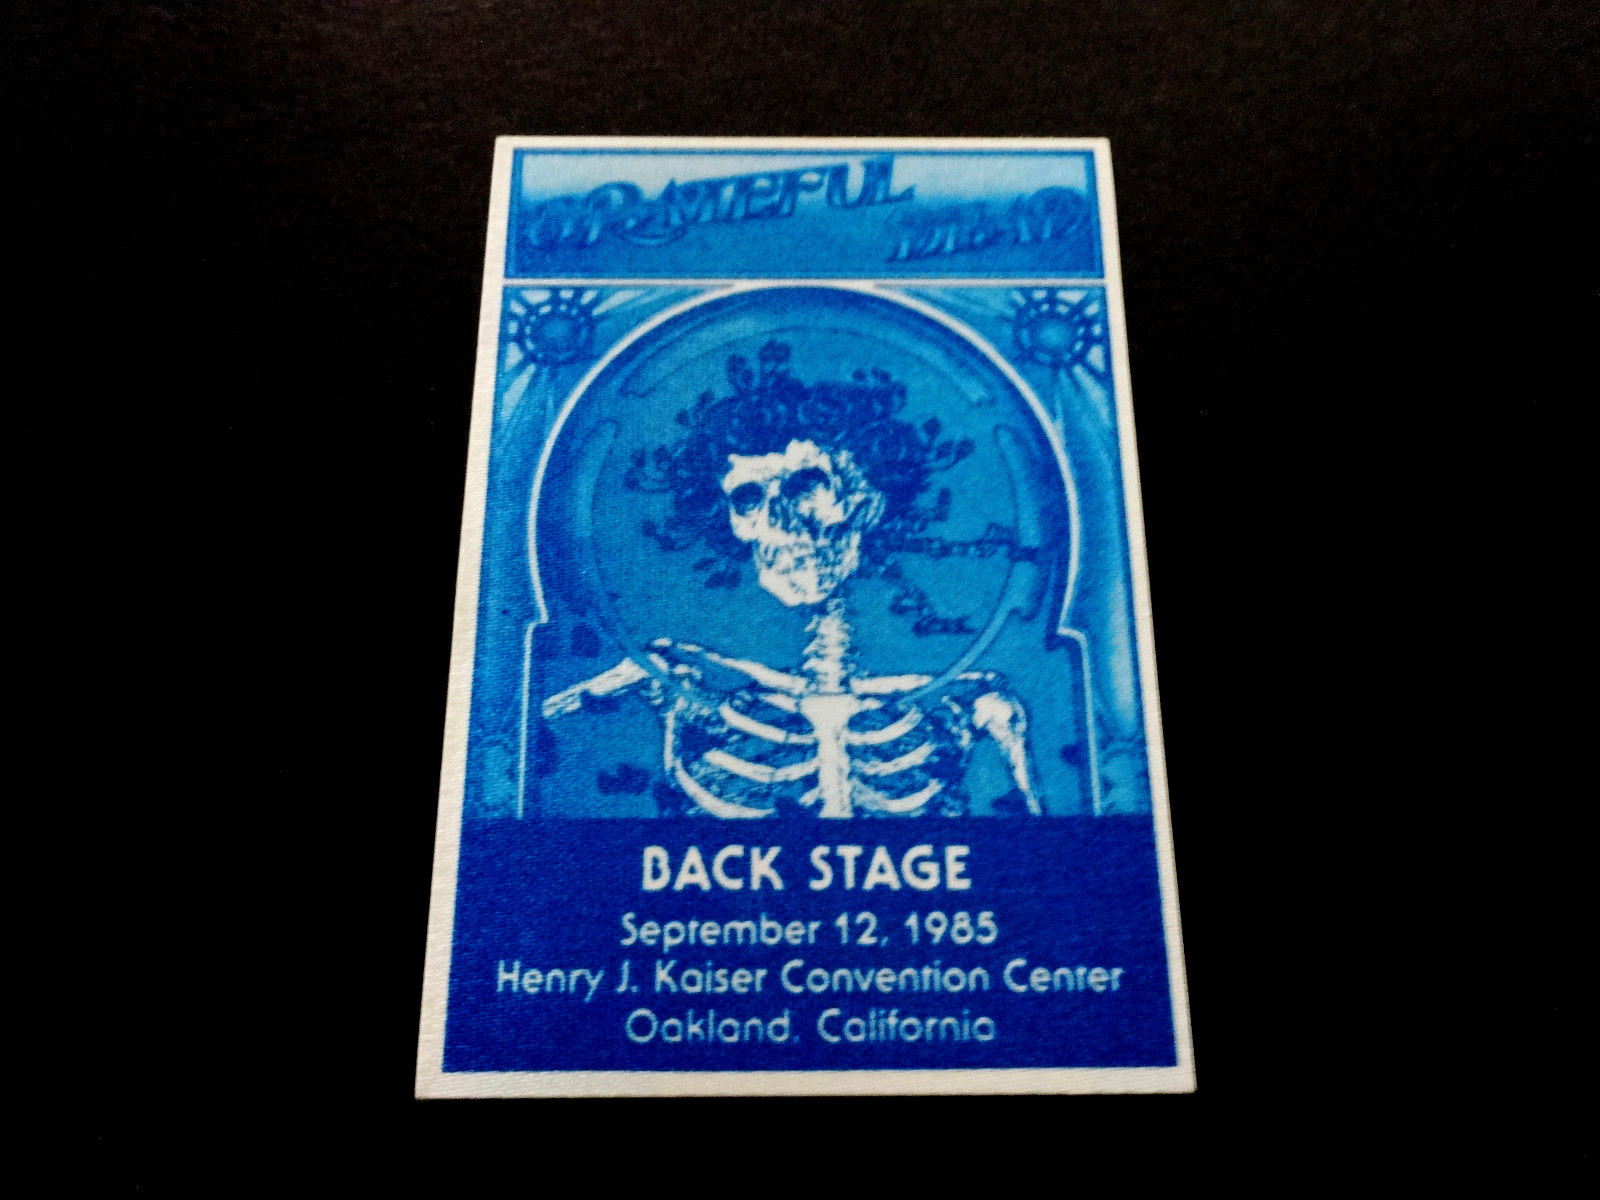 GRATEFUL
DEAD
BACK STAGE
September 12, 1985
Henry J. Kaiser Convention Center
Oakland, California